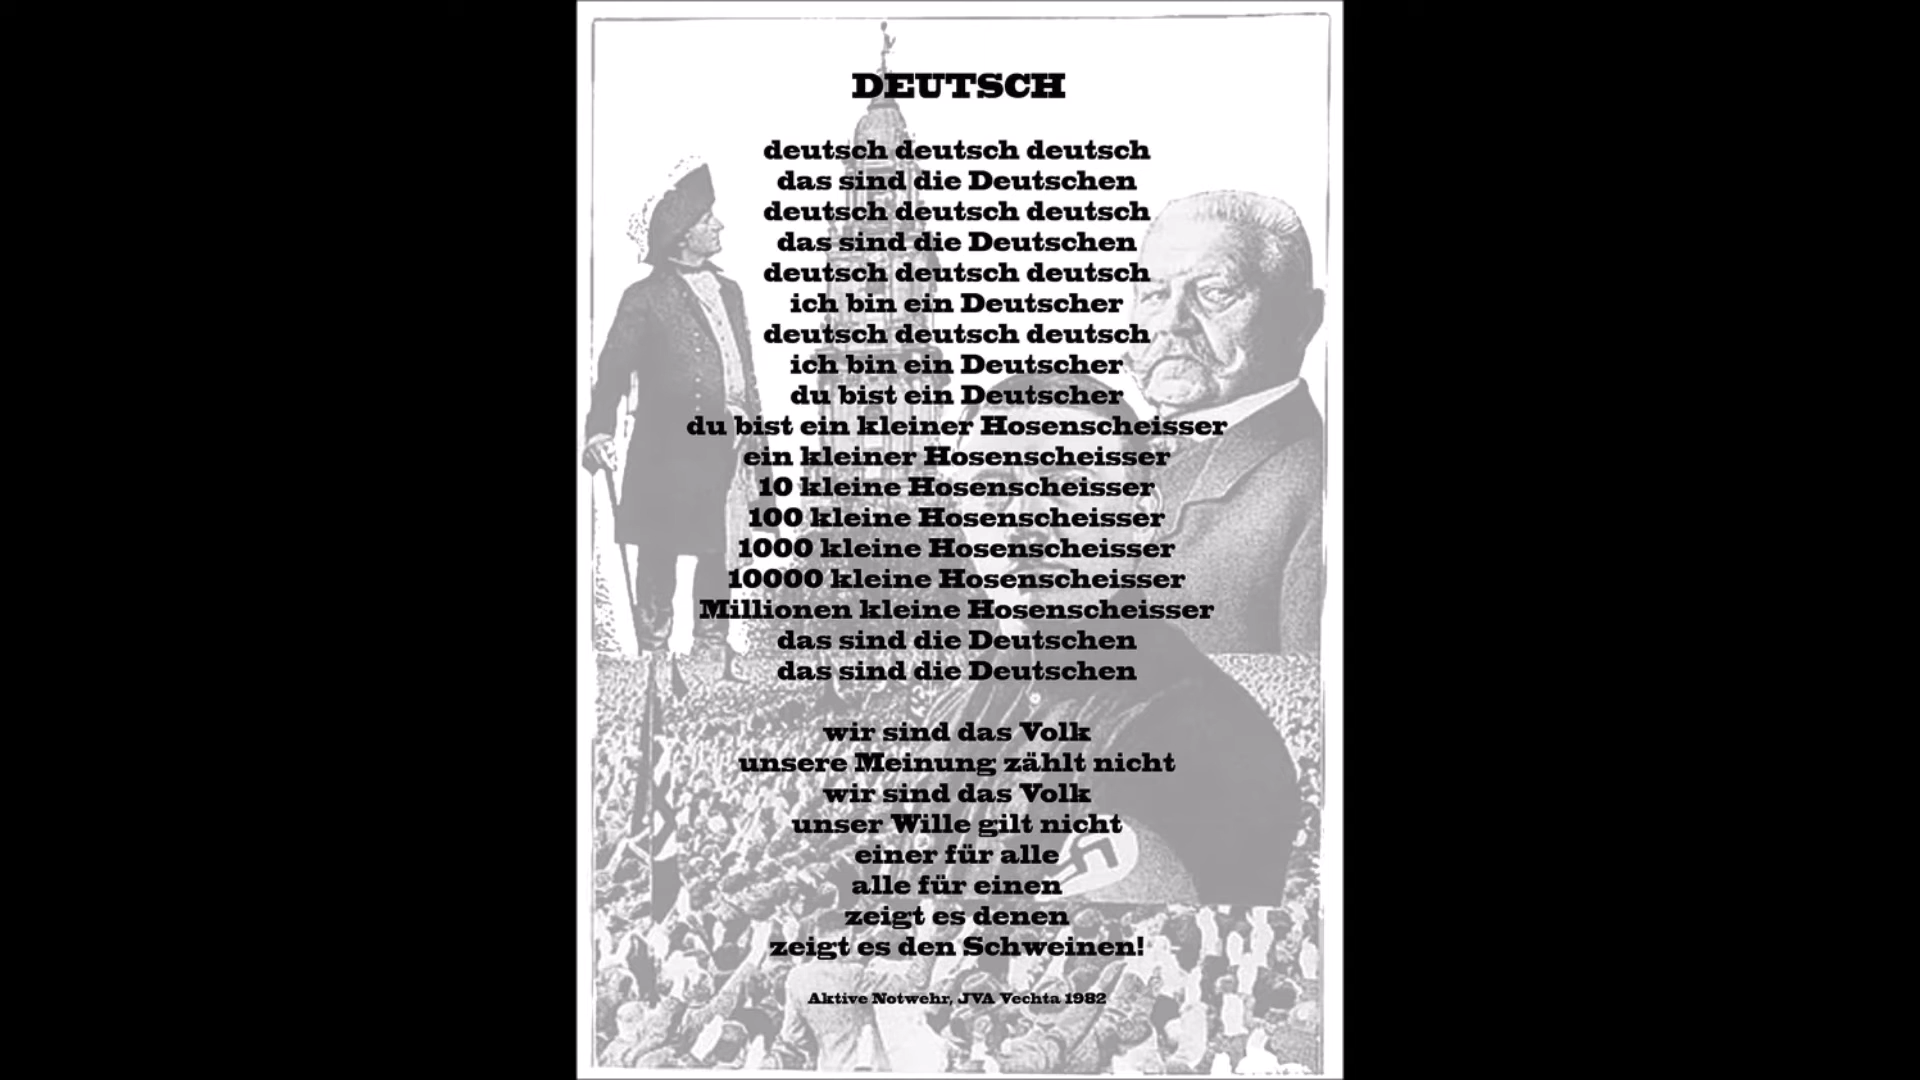 DEUTSCH
deutsch deutsch deutsch
das sind die Deutschen
deutsch deutsch deutsch
das sind die Deutschen
deutsch deutsch deutsch
ich bin ein Deutscher
deutsch deutsch deutsch
ich bin ein Deutscher
du bist ein Deutscher
du bist ein kleiner Hosenscheisser
ein kleiner Hosenscheisser
10 kleine Hosenscheisser
100 kleine Hosenscheisser
1000 kleine Hosenscheisser
10000 kleine Hosenscheisser
Millionen kleine Hosenscheisser
das sind die Deutschen
das sind die Deutschen
wir sind das Volk
unsere Meinung zählt nicht
wir sind das Volk
unser Wille gilt nicht
einer für alle
alle für einen
zeigt es denen
zeigt es den Schweinen!
Aktive Notwehr, JVA Vechta 1982